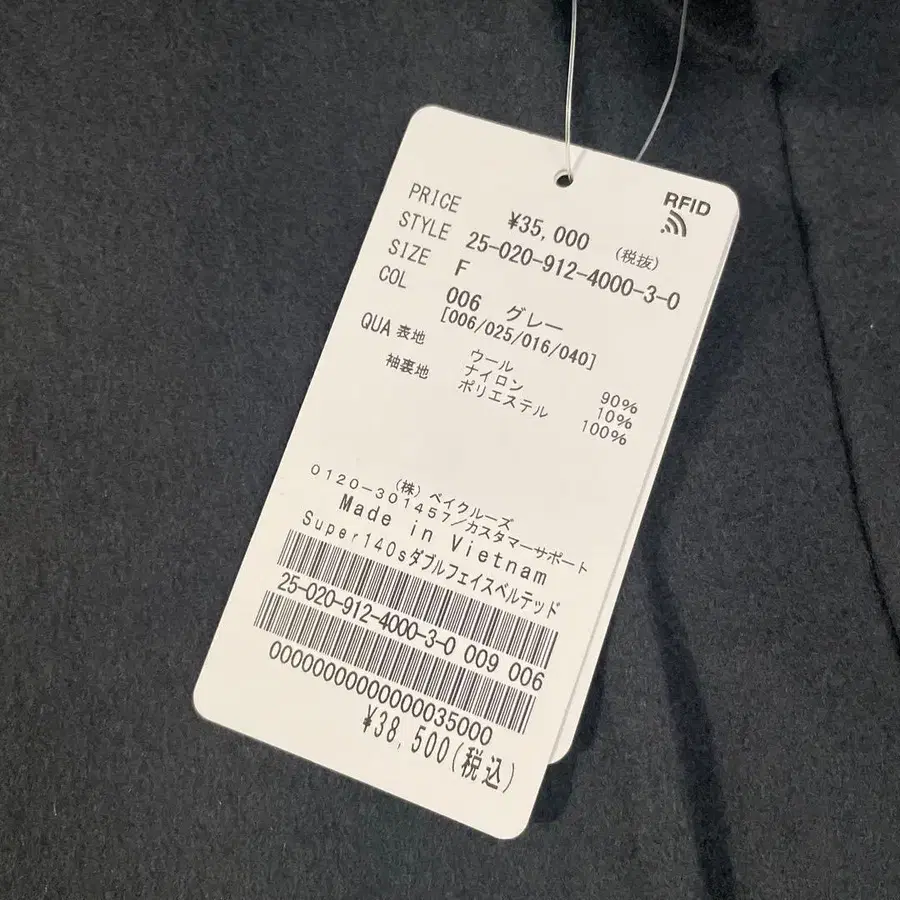 RFID
PRICE ¥35,000 (税抜)
STYLE 25-020-912-4000-3-0
SIZE F
COL 006 グレー
[006/025/016/040]
QUA 表地 ウール 90%
ナイロン 10%
袖裏地 ポリエステル 100%
(株) ベイクルーズ
0120-301457/カスタマーサポート
Made in Vietnam
Super140sダブルフェイスベルテッド
25-020-912-4000-3-0 009 006
0000000000000035000
¥38,500(税込)